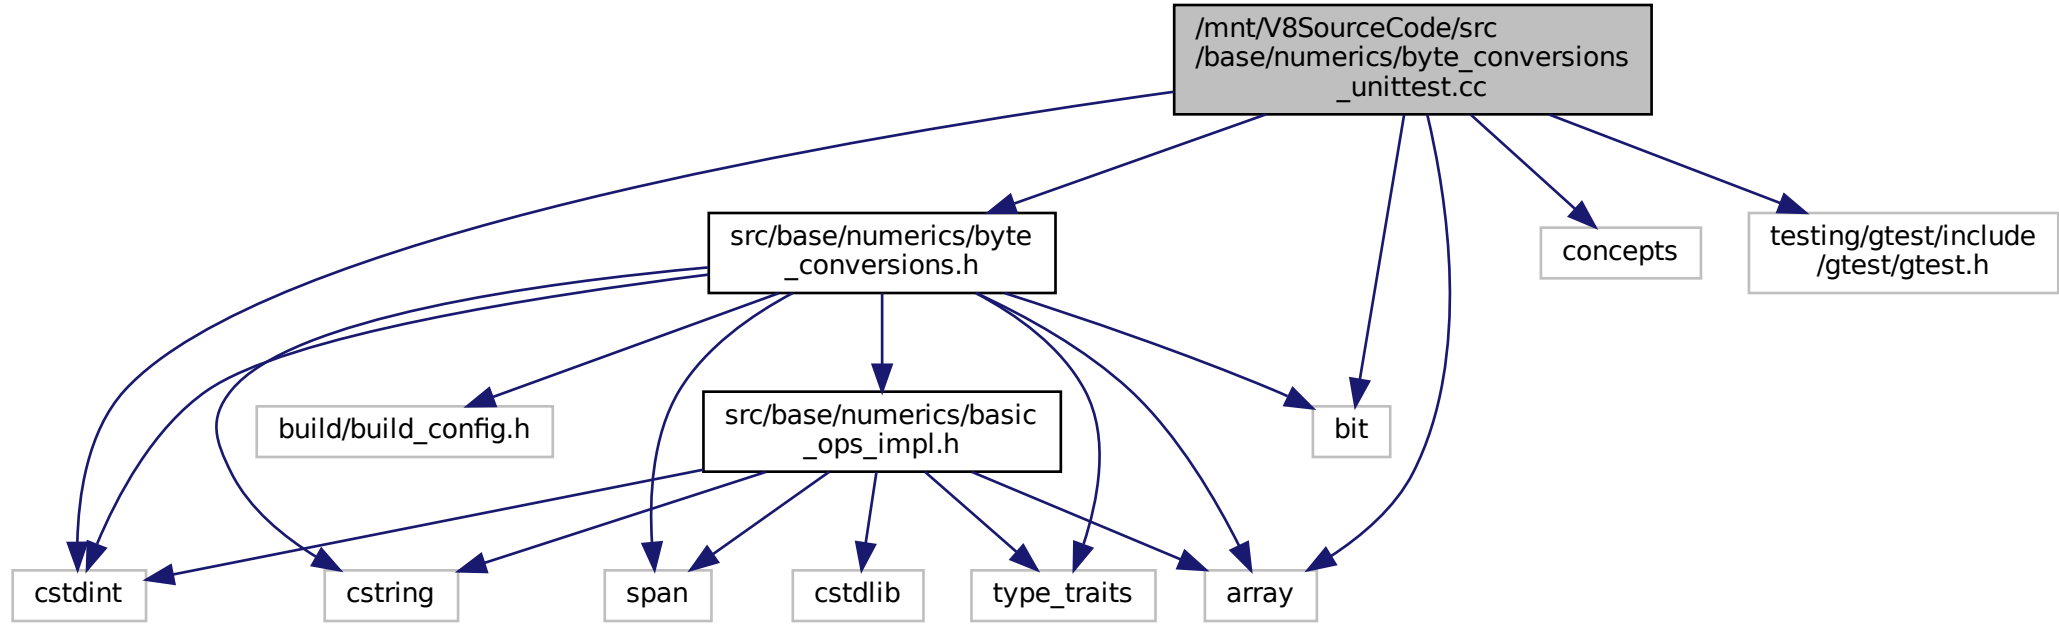 /mnt/V8SourceCode/src
/base/numerics/byte_conversions
_unittest.cc
src/base/numerics/byte
_conversions.h
concepts
testing/gtest/include
/gtest/gtest.h
build/build_config.h
src/base/numerics/basic
_ops_impl.h
bit
cstdint
cstring
span
cstdlib
type_traits
array